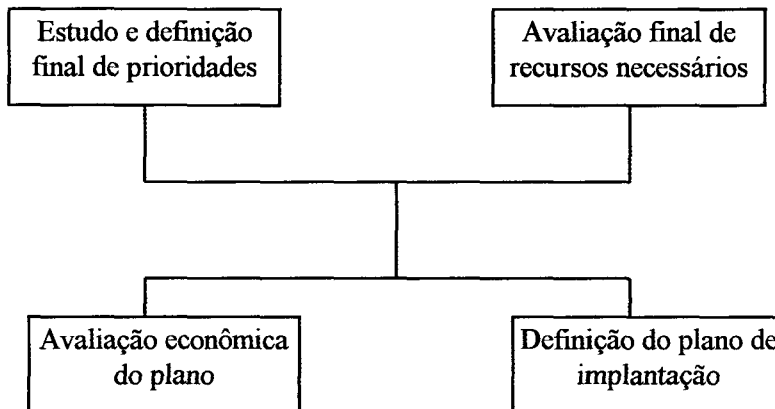 Estudo e definição
final de prioridades
Avaliação final de
recursos necessários
Avaliação econômica
do plano
Definição do plano de
implantação